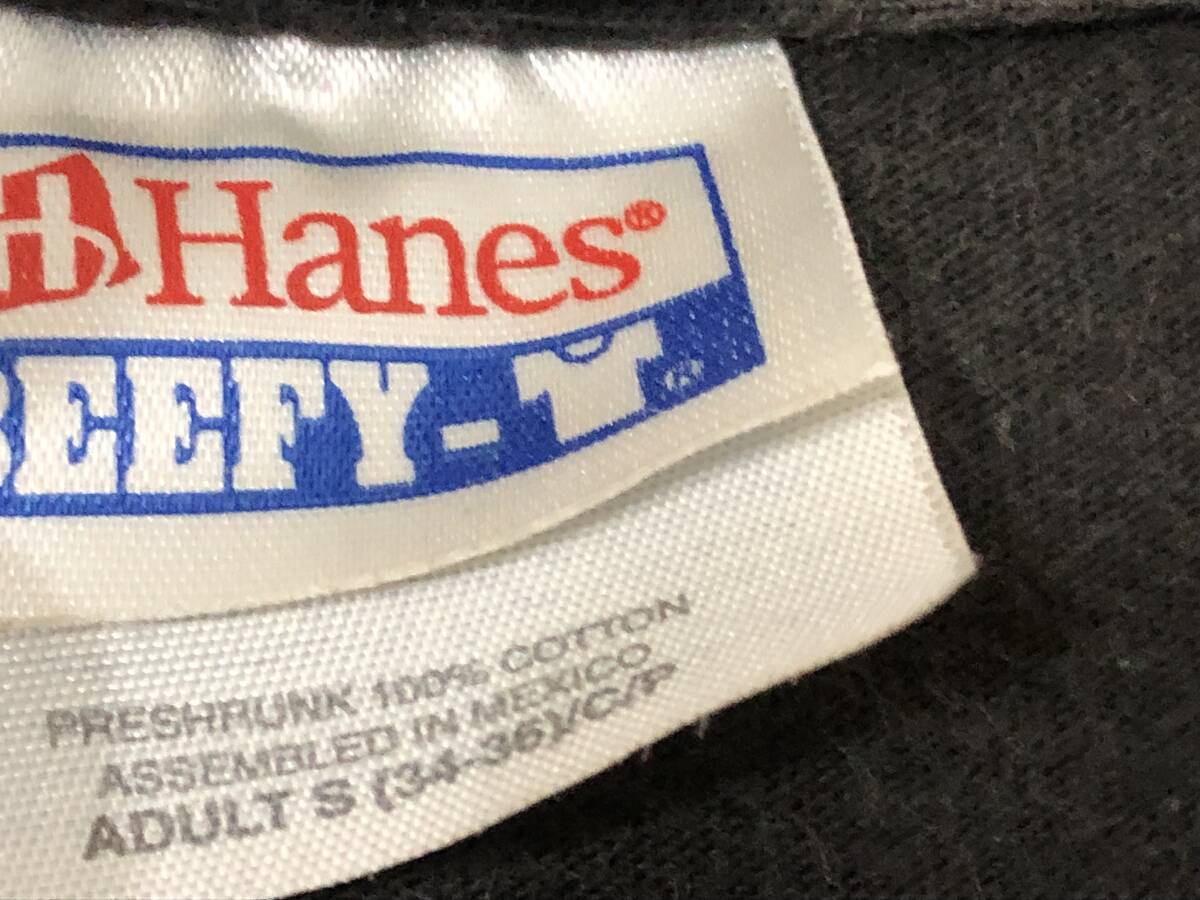 Hanes®
BEEFY-T®
PRESHRUNK 100% COTTON
ASSEMBLED IN MEXICO
ADULT S (34-36)/C/P